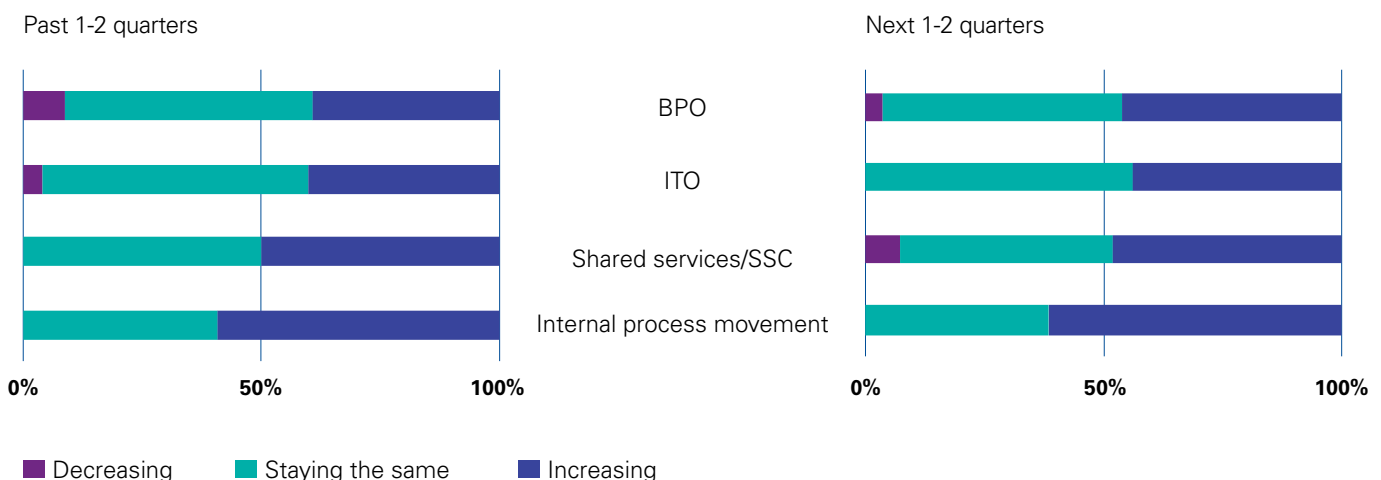 Past 1-2 quarters
Next 1-2 quarters
BPO
ITO
Shared services/SSC
Internal process movement
0% 50% 100%
0% 50% 100%
Decreasing Staying the same Increasing